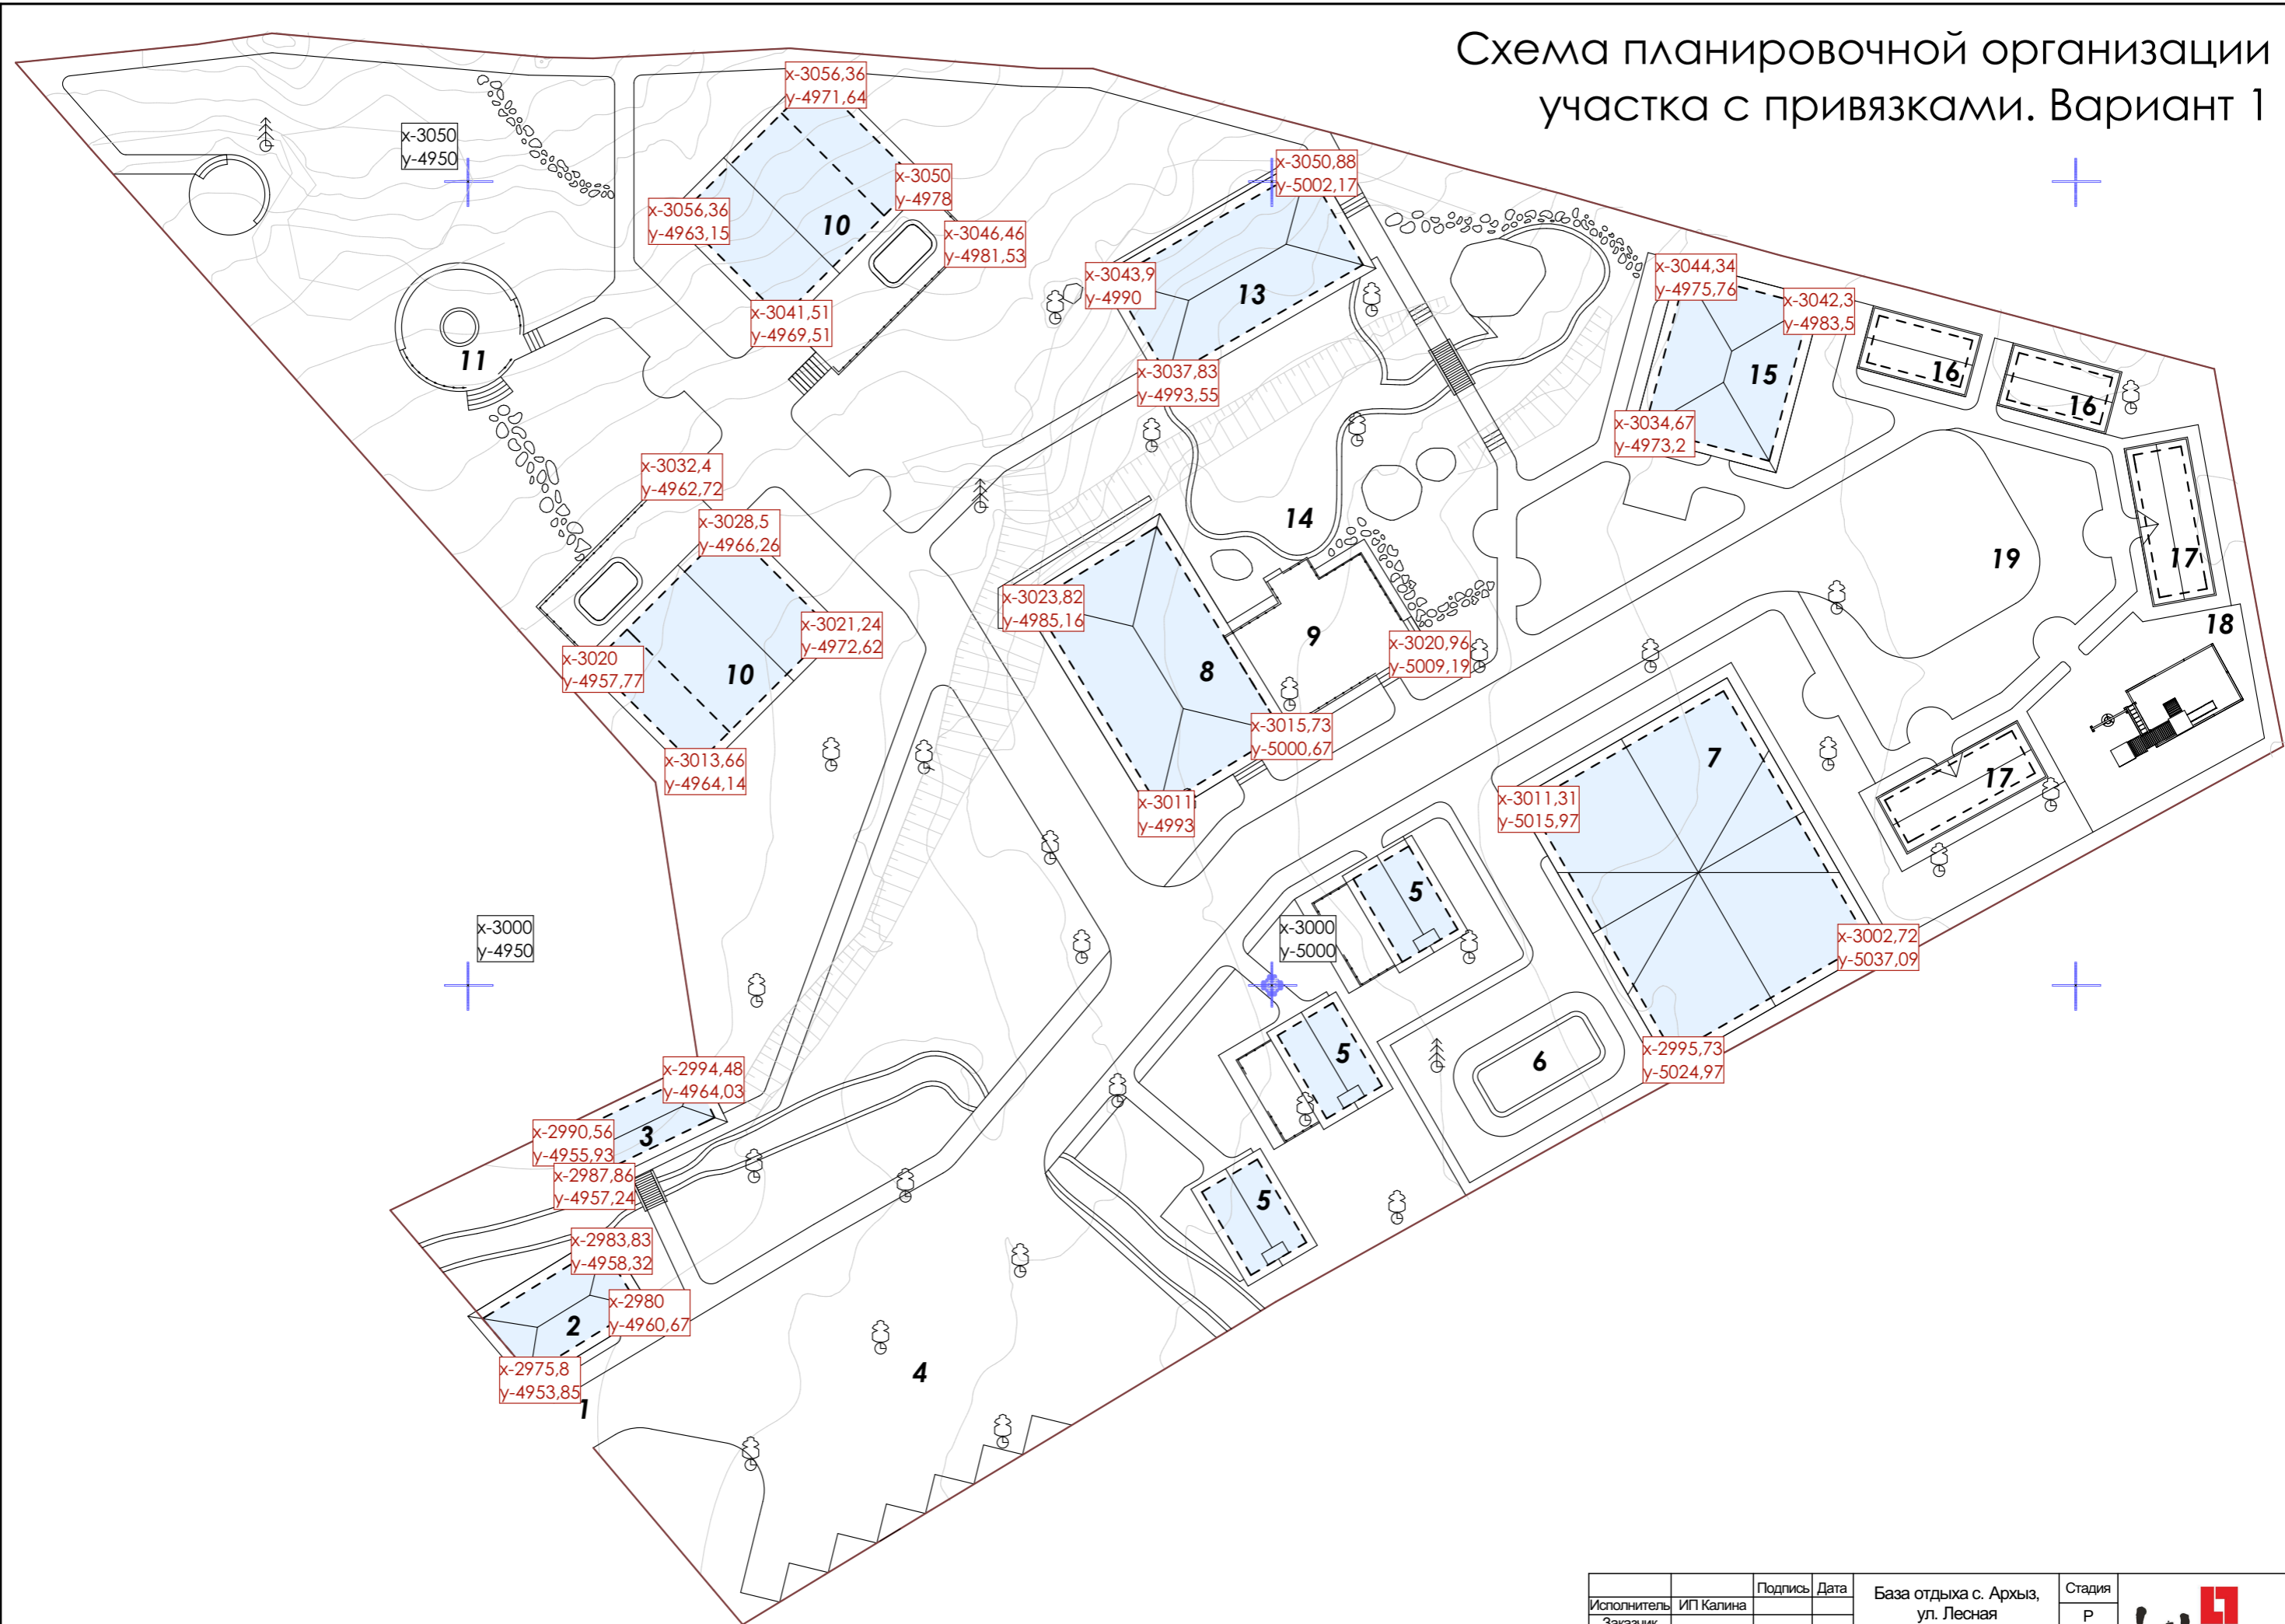 Схема планировочной организации
участка с привязками. Вариант 1
x-3056,36
y-4971,64
x-3050
y-4950
x-3050,88
y-5002,17
x-3050
y-4978
x-3056,36
y-4963,15
10
x-3046,46
y-4981,53
x-3043,9
y-4990
13
x-3044,34
y-4975,76
x-3042,3
y-4983,5
x-3041,51
y-4969,51
11
x-3037,83
y-4993,55
15
16
16
x-3034,67
y-4973,2
x-3032,4
y-4962,72
x-3028,5
y-4966,26
14
19
17
x-3023,82
y-4985,16
x-3021,24
y-4972,62
9
18
x-3020,96
y-5009,19
x-3020
y-4957,77
10
8
x-3015,73
y-5000,67
7
17
x-3013,66
y-4964,14
x-3011
y-4993
x-3011,31
y-5015,97
5
x-3000
y-4950
x-3000
y-5000
x-3002,72
y-5037,09
x-2995,73
y-5024,97
5
6
x-2994,48
y-4964,03
x-2990,56
y-4955,93
3
x-2987,86
y-4957,24
5
x-2983,83
y-4958,32
x-2980
y-4960,67
2
x-2975,8
y-4953,85
4
1
Подпись Дата
База отдыха с. Архыз,
ул. Лесная
Стадия
Исполнитель ИП Калина
Р
Заказчик